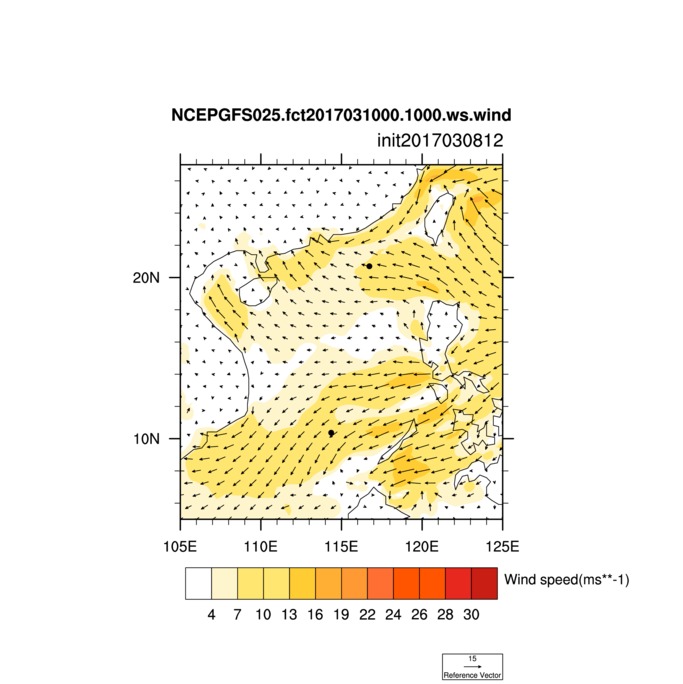 NCEPGFS025.fct2017031000.1000.ws.wind
init2017030812
20N
10N
105E 110E 115E 120E 125E
Wind speed(ms**-1)
4 7 10 13 16 19 22 24 26 28 30
15
Reference Vector